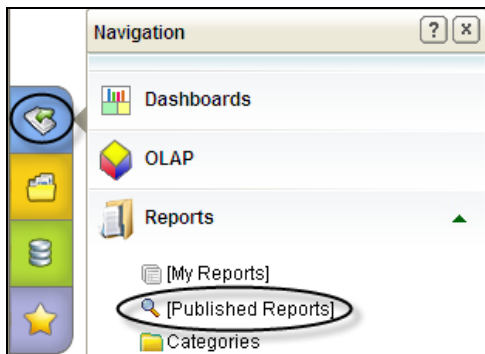 Navigation ? x
Dashboards
OLAP
Reports
[My Reports]
[Published Reports]
Categories